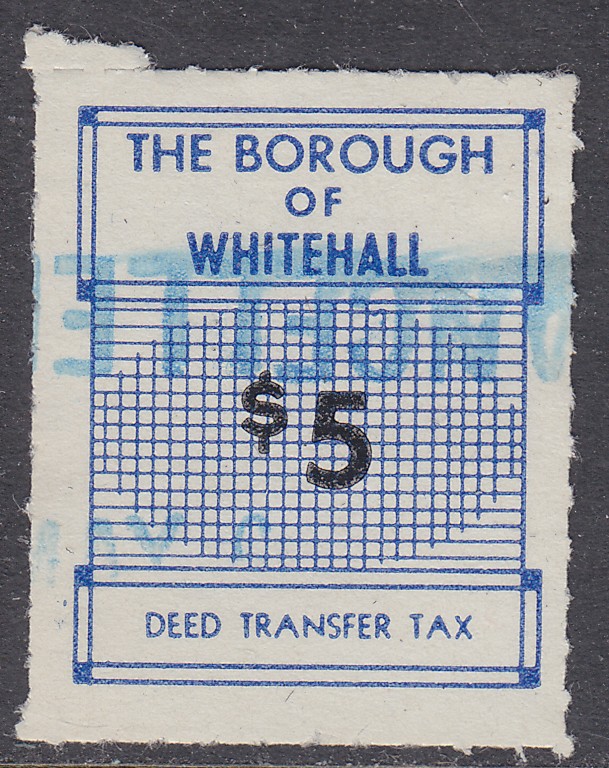 THE BOROUGH
OF
WHITEHALL
$5
DEED TRANSFER TAX